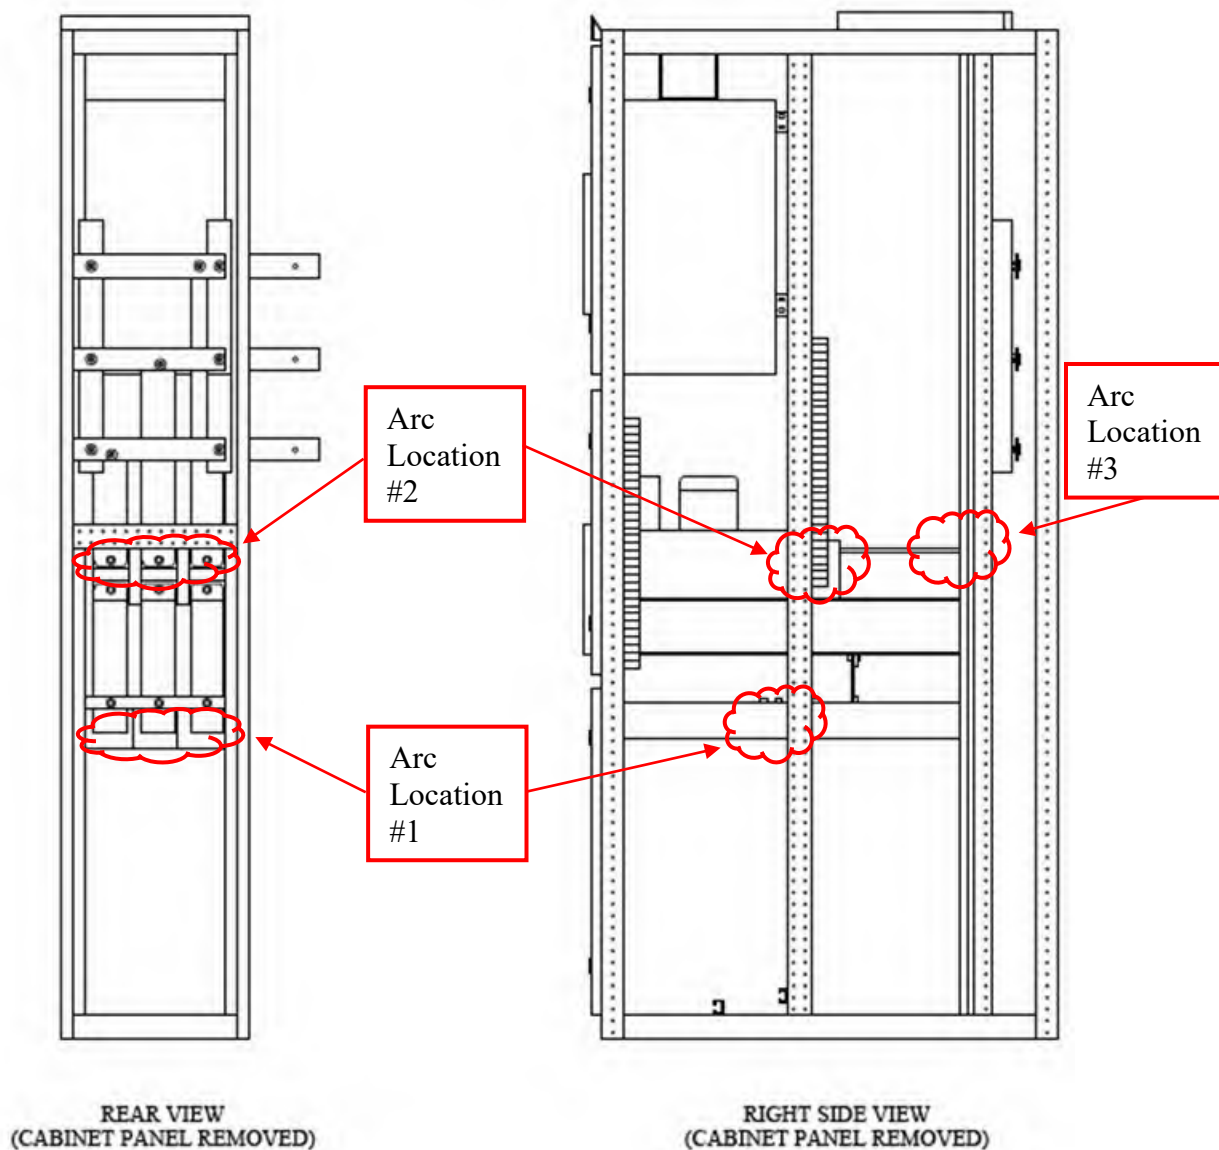 Arc
Location
#2
Arc
Location
#3
Arc
Location
#1
REAR VIEW
(CABINET PANEL REMOVED)
RIGHT SIDE VIEW
(CABINET PANEL REMOVED)